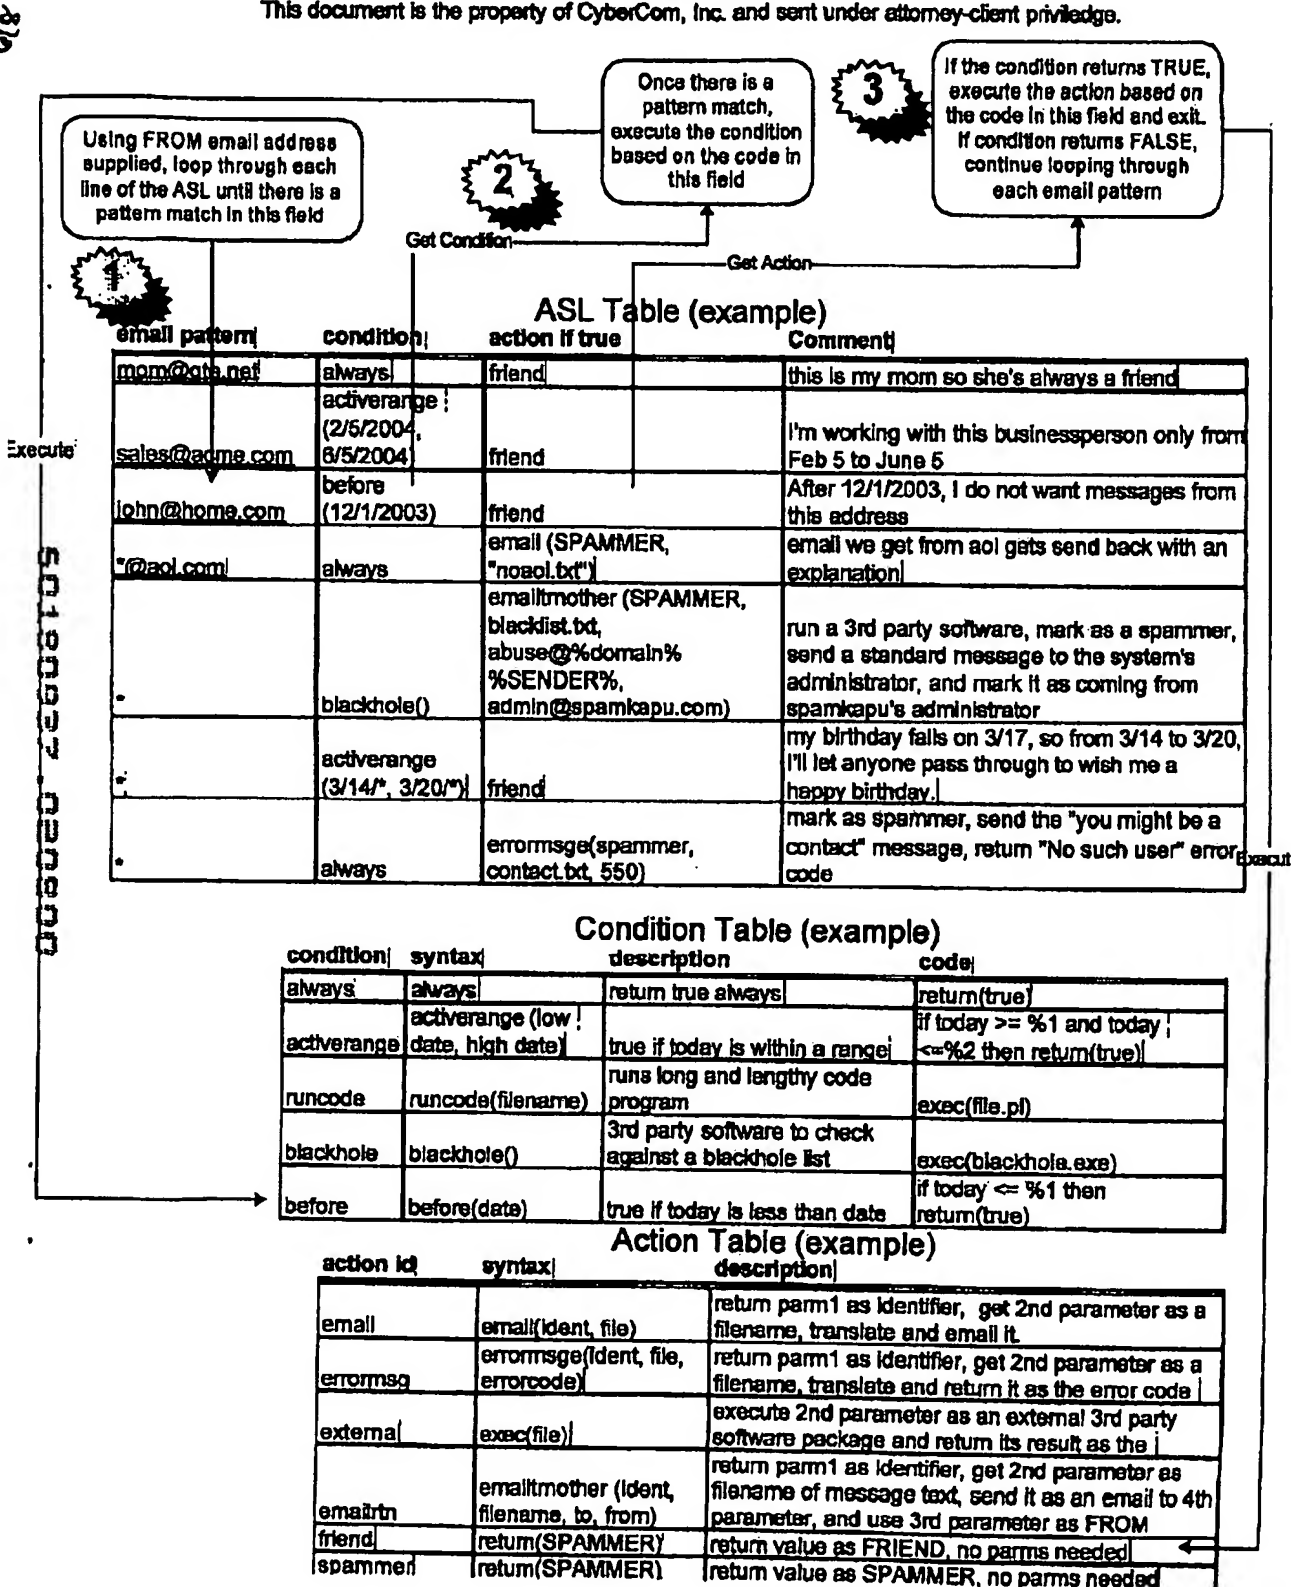 This document is the property of CyberCom, Inc. and sent under attorney-client priviledge.
Using FROM email address
supplied, loop through each
line of the ASL until there is a
pattern match in this field
1
2
Once there is a
pattern match,
execute the condition
based on the code in
this field
3
If the condition returns TRUE,
execute the action based on
the code in this field and exit.
If condition returns FALSE,
continue looping through
each email pattern
Get Condition
Get Action
Execute
ASL Table (example)
email pattern condition action if true Comment
mom@gte.net always friend this is my mom so she's always a friend
activerange
(2/5/2004,
sales@acme.com 6/5/2004) friend I'm working with this businessperson only from
Feb 5 to June 5
before
john@home.com (12/1/2003) friend After 12/1/2003, I do not want messages from
this address
*@aol.com always email (SPAMMER,
"noaol.txt") email we get from aol gets send back with an
explanation
* blackhole() emailtmother (SPAMMER,
blacklist.txt,
abuse@%domain%
%SENDER%,
admin@spamkapu.com) run a 3rd party software, mark as a spammer,
send a standard message to the system's
administrator, and mark it as coming from
spamkapu's administrator
* activerange
(3/14/*, 3/20/*) friend my birthday falls on 3/17, so from 3/14 to 3/20,
I'll let anyone pass through to wish me a
happy birthday.
* always errormsge(spammer,
contact.txt, 550) mark as spammer, send the "you might be a
contact" message, return "No such user" error
code
Execut
Condition Table (example)
condition syntax description code
always always return true always return(true)
activerange activerange (low
date, high date) true if today is within a range if today >= %1 and today
<=%2 then return(true)
runcode runcode(filename) runs long and lengthy code
program exec(file.pl)
blackhole blackhole() 3rd party software to check
against a blackhole list exec(blackhole.exe)
before before(date) true if today is less than date if today <= %1 then
return(true)
Action Table (example)
action id syntax description
email email(ident, file) return parm1 as identifier, get 2nd parameter as a
filename, translate and email it.
errormsg errormsge(ident, file,
errorcode) return parm1 as identifier, get 2nd parameter as a
filename, translate and return it as the error code
external exec(file) execute 2nd parameter as an external 3rd party
software package and return its result as the
emailrtn emailtmother (ident,
filename, to, from) return parm1 as identifier, get 2nd parameter as
filename of message text, send it as an email to 4th
parameter, and use 3rd parameter as FROM
friend return(SPAMMER) return value as FRIEND, no parms needed
spammer return(SPAMMER) return value as SPAMMER, no parms needed